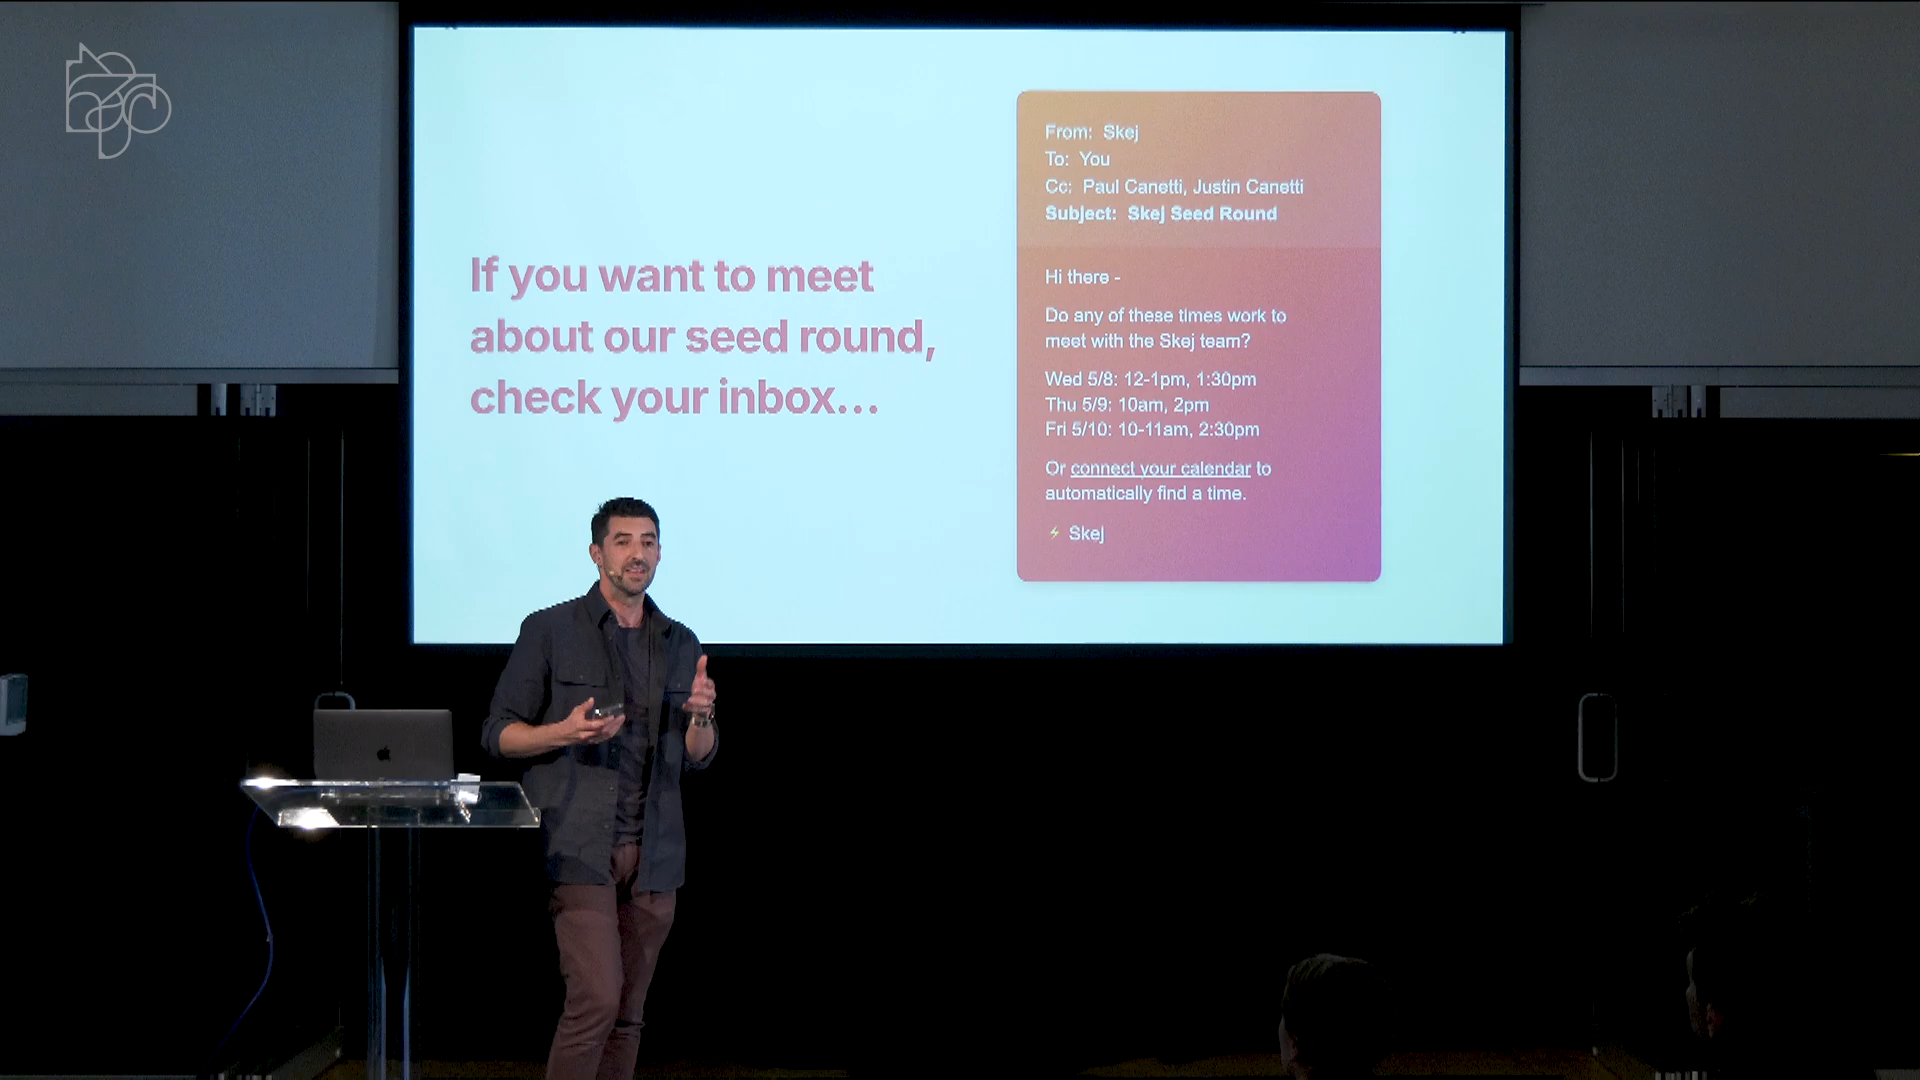 If you want to meet
about our seed round,
check your inbox...
From: Skej
To: You
Cc: Paul Canetti, Justin Canetti
Subject: Skej Seed Round
Hi there -
Do any of these times work to
meet with the Skej team?
Wed 5/8: 12-1pm, 1:30pm
Thu 5/9: 10am, 2pm
Fri 5/10: 10-11am, 2:30pm
Or connect your calendar to
automatically find a time.
⚡ Skej